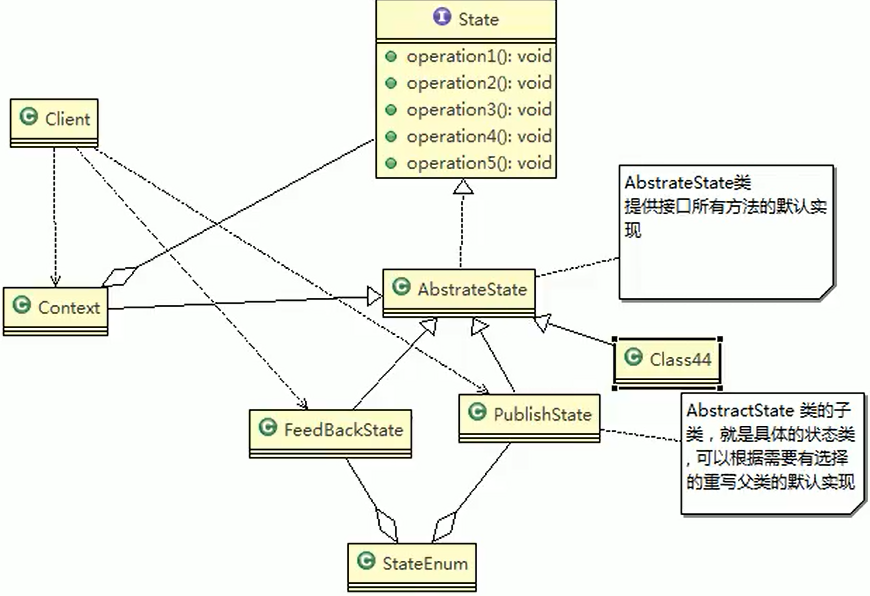 State
operation1(): void
operation2(): void
operation3(): void
operation4(): void
operation5(): void
Client
AbstrateState类
提供接口所有方法的默认实
现
AbstrateState
Context
Class44
FeedBackState
PublishState
AbstractState 类的子
类，就是具体的状态类
, 可以根据需要有选择
的重写父类的默认实现
StateEnum